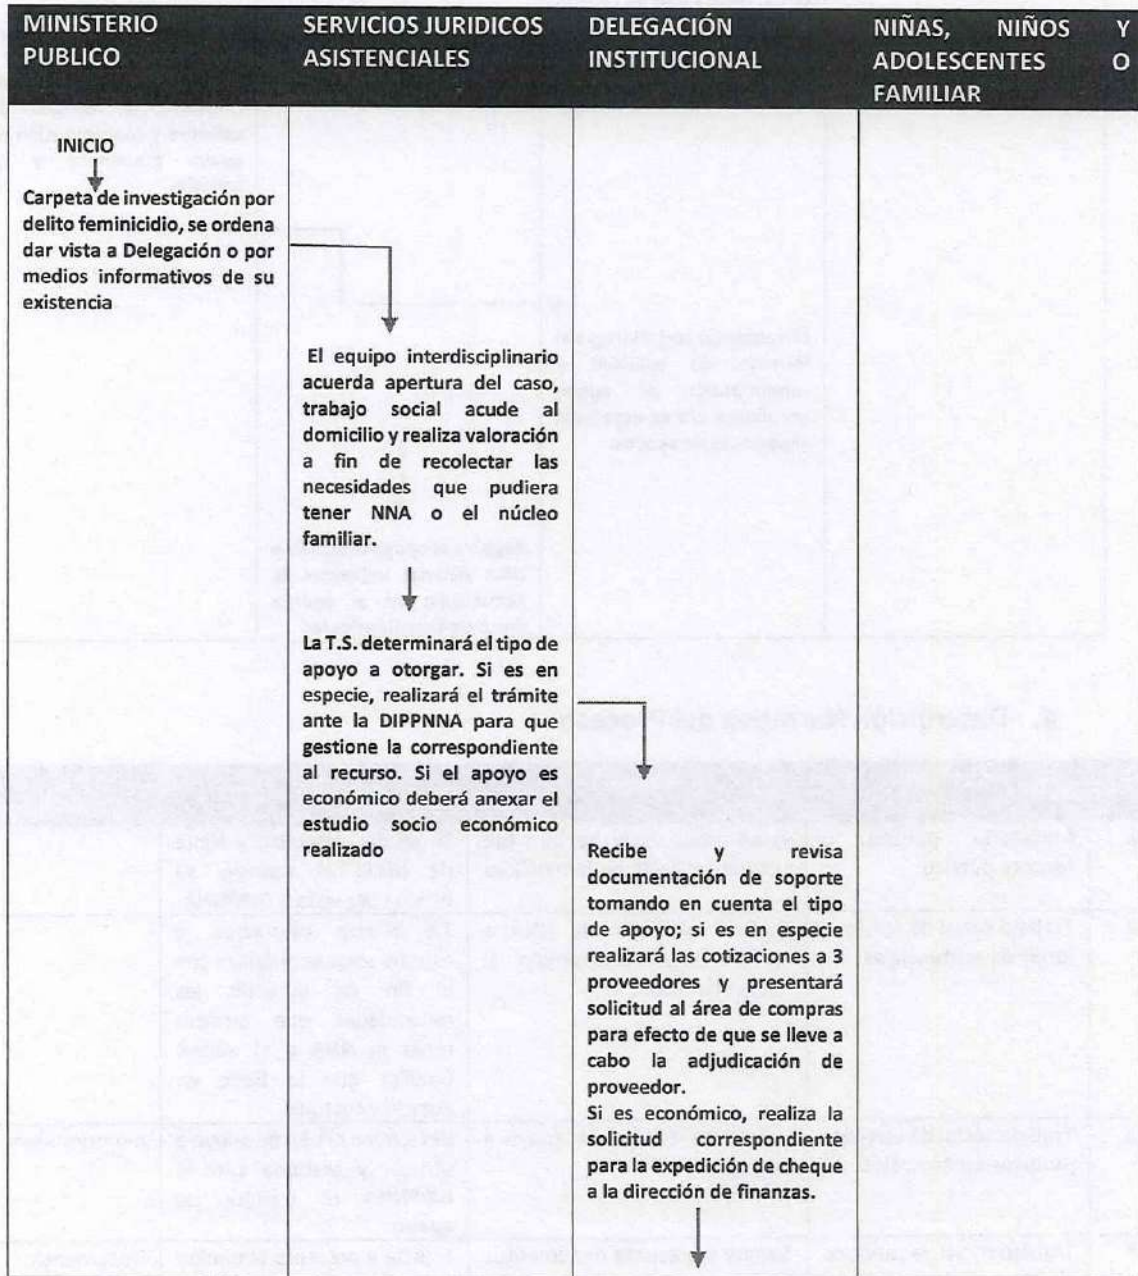 MINISTERIO
PUBLICO
SERVICIOS JURIDICOS
ASISTENCIALES
DELEGACIÓN
INSTITUCIONAL
NIÑAS, NIÑOS Y
ADOLESCENTES O
FAMILIAR
INICIO
Carpeta de investigación por
delito feminicidio, se ordena
dar vista a Delegación o por
medios informativos de su
existencia
El equipo interdisciplinario
acuerda apertura del caso,
trabajo social acude al
domicilio y realiza valoración
a fin de recolectar las
necesidades que pudiera
tener NNA o el núcleo
familiar.
La T.S. determinará el tipo de
apoyo a otorgar. Si es en
especie, realizará el trámite
ante la DIPPNNA para que
gestione la correspondiente
al recurso. Si el apoyo es
económico deberá anexar el
estudio socio económico
realizado
Recibe y revisa
documentación de soporte
tomando en cuenta el tipo
de apoyo; si es en especie
realizará las cotizaciones a 3
proveedores y presentará
solicitud al área de compras
para efecto de que se lleve a
cabo la adjudicación de
proveedor.
Si es económico, realiza la
solicitud correspondiente
para la expedición de cheque
a la dirección de finanzas.